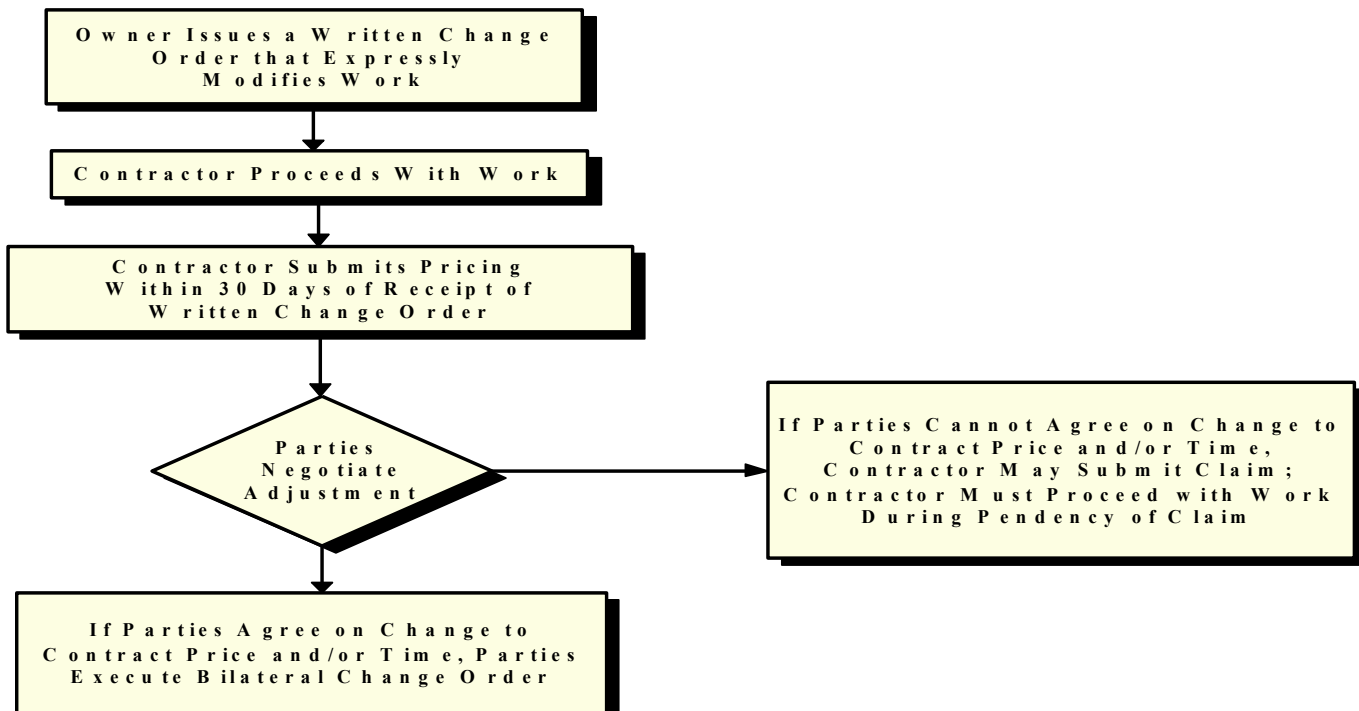 Owner Issues a Written Change
Order that Expressly
Modifies Work
Contractor Proceeds With Work
Contractor Submits Pricing
Within 30 Days of Receipt of
Written Change Order
Parties
Negotiate
Adjustment
If Parties Cannot Agree on Change to
Contract Price and/or Time,
Contractor May Submit Claim;
Contractor Must Proceed with Work
During Pendency of Claim
If Parties Agree on Change to
Contract Price and/or Time, Parties
Execute Bilateral Change Order